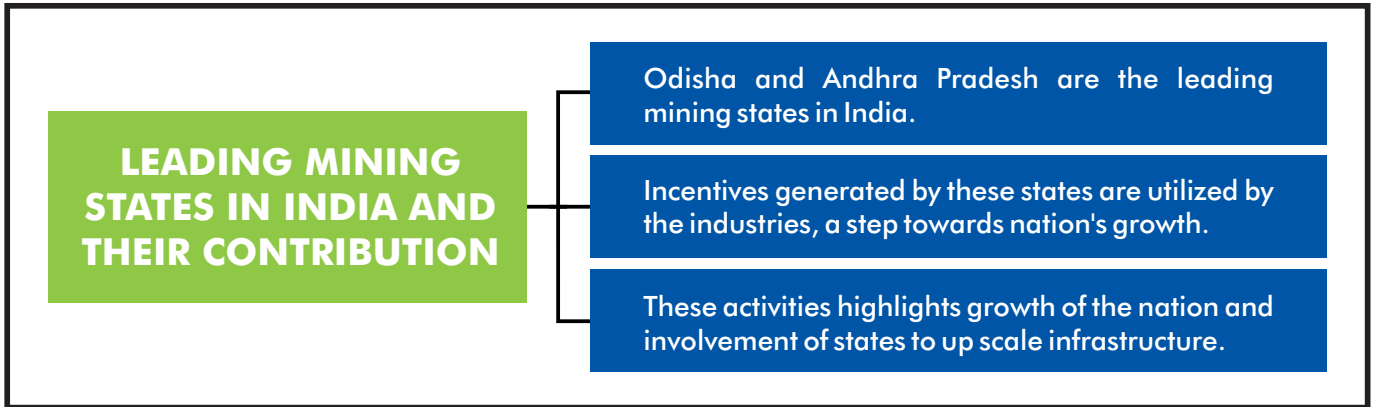 LEADING MINING
STATES IN INDIA AND
THEIR CONTRIBUTION
Odisha and Andhra Pradesh are the leading
mining states in India.
Incentives generated by these states are utilized by
the industries, a step towards nation's growth.
These activities highlights growth of the nation and
involvement of states to up scale infrastructure.